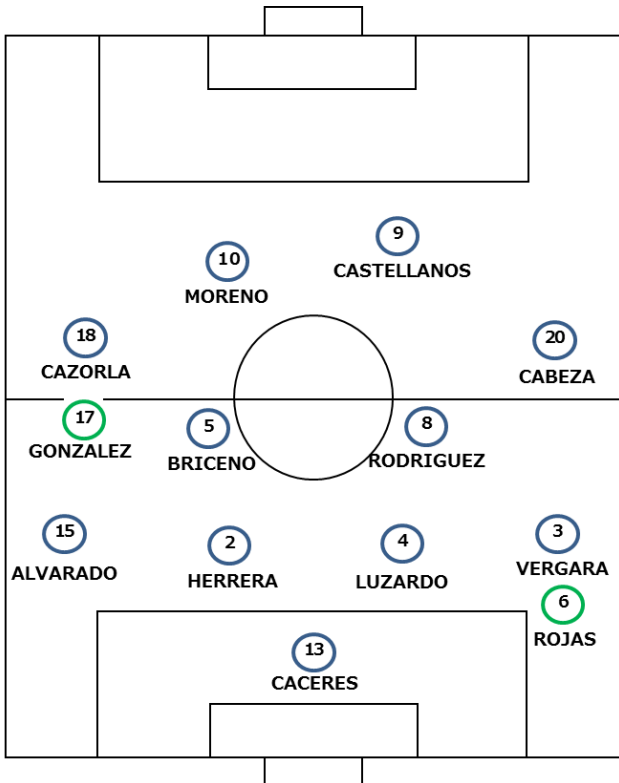 9
CASTELLANOS
10
MORENO
18
CAZORLA
20
CABEZA
17
GONZALEZ
5
BRICENO
8
RODRIGUEZ
15
ALVARADO
2
HERRERA
4
LUZARDO
3
VERGARA
6
ROJAS
13
CACERES